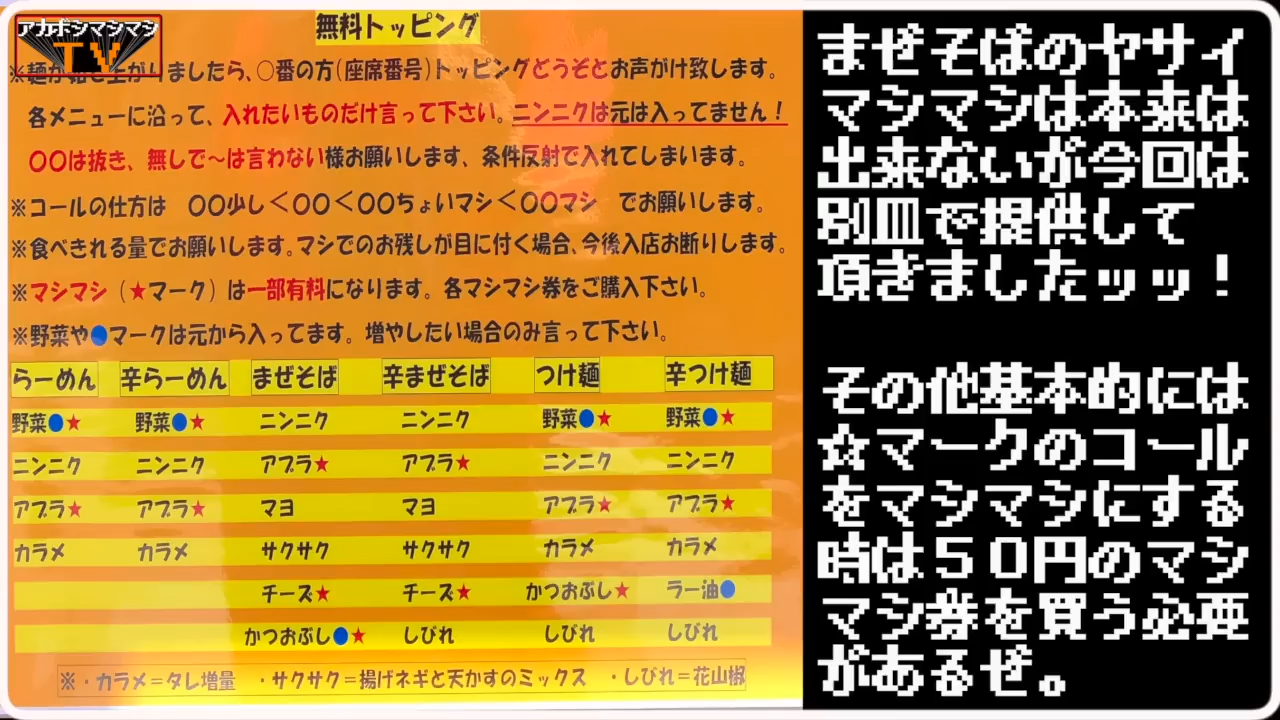 アカボシマシマシ
TV
無料トッピング
ましたら、○番の方(座席番号)トッピングどうぞとお声がけ致します。
各メニューに沿って、入れたいものだけ言って下さい。ニンニクは元は入ってません！
○○は抜き、無しで～は言わない様お願いします、条件反射で入れてしまいます。
※コールの仕方は ○○少し＜○○＜○○ちょいマシ＜○○マシ でお願いします。
※食べきれる量でお願いします。マシでのお残しが目に付く場合、今後入店お断りします。
※マシマシ（★マーク）は一部有料になります。各マシマシ券をご購入下さい。
※野菜や●マークは元から入ってます。増やしたい場合のみ言って下さい。
らーめん 辛らーめん まぜそば 辛まぜそば つけ麺 辛つけ麺
野菜●★ 野菜●★ ニンニク ニンニク 野菜●★ 野菜●★
ニンニク ニンニク アブラ★ アブラ★ ニンニク ニンニク
アブラ★ アブラ★ マヨ マヨ アブラ★ アブラ★
カラメ カラメ サクサク サクサク カラメ カラメ
チーズ★ チーズ★ かつおぶし★ ラー油●
かつおぶし●★ しびれ しびれ しびれ
※・カラメ＝タレ増量 ・サクサク＝揚げネギと天かすのミックス ・しびれ＝花山椒
まぜそばのヤサイ
マシマシは本来は
出来ないが今回は
別皿で提供して
頂きましたッッ！
その他基本的には
☆マークのコール
をマシマシにする
時は５０円のマシ
マシ券を買う必要
があるぜ。